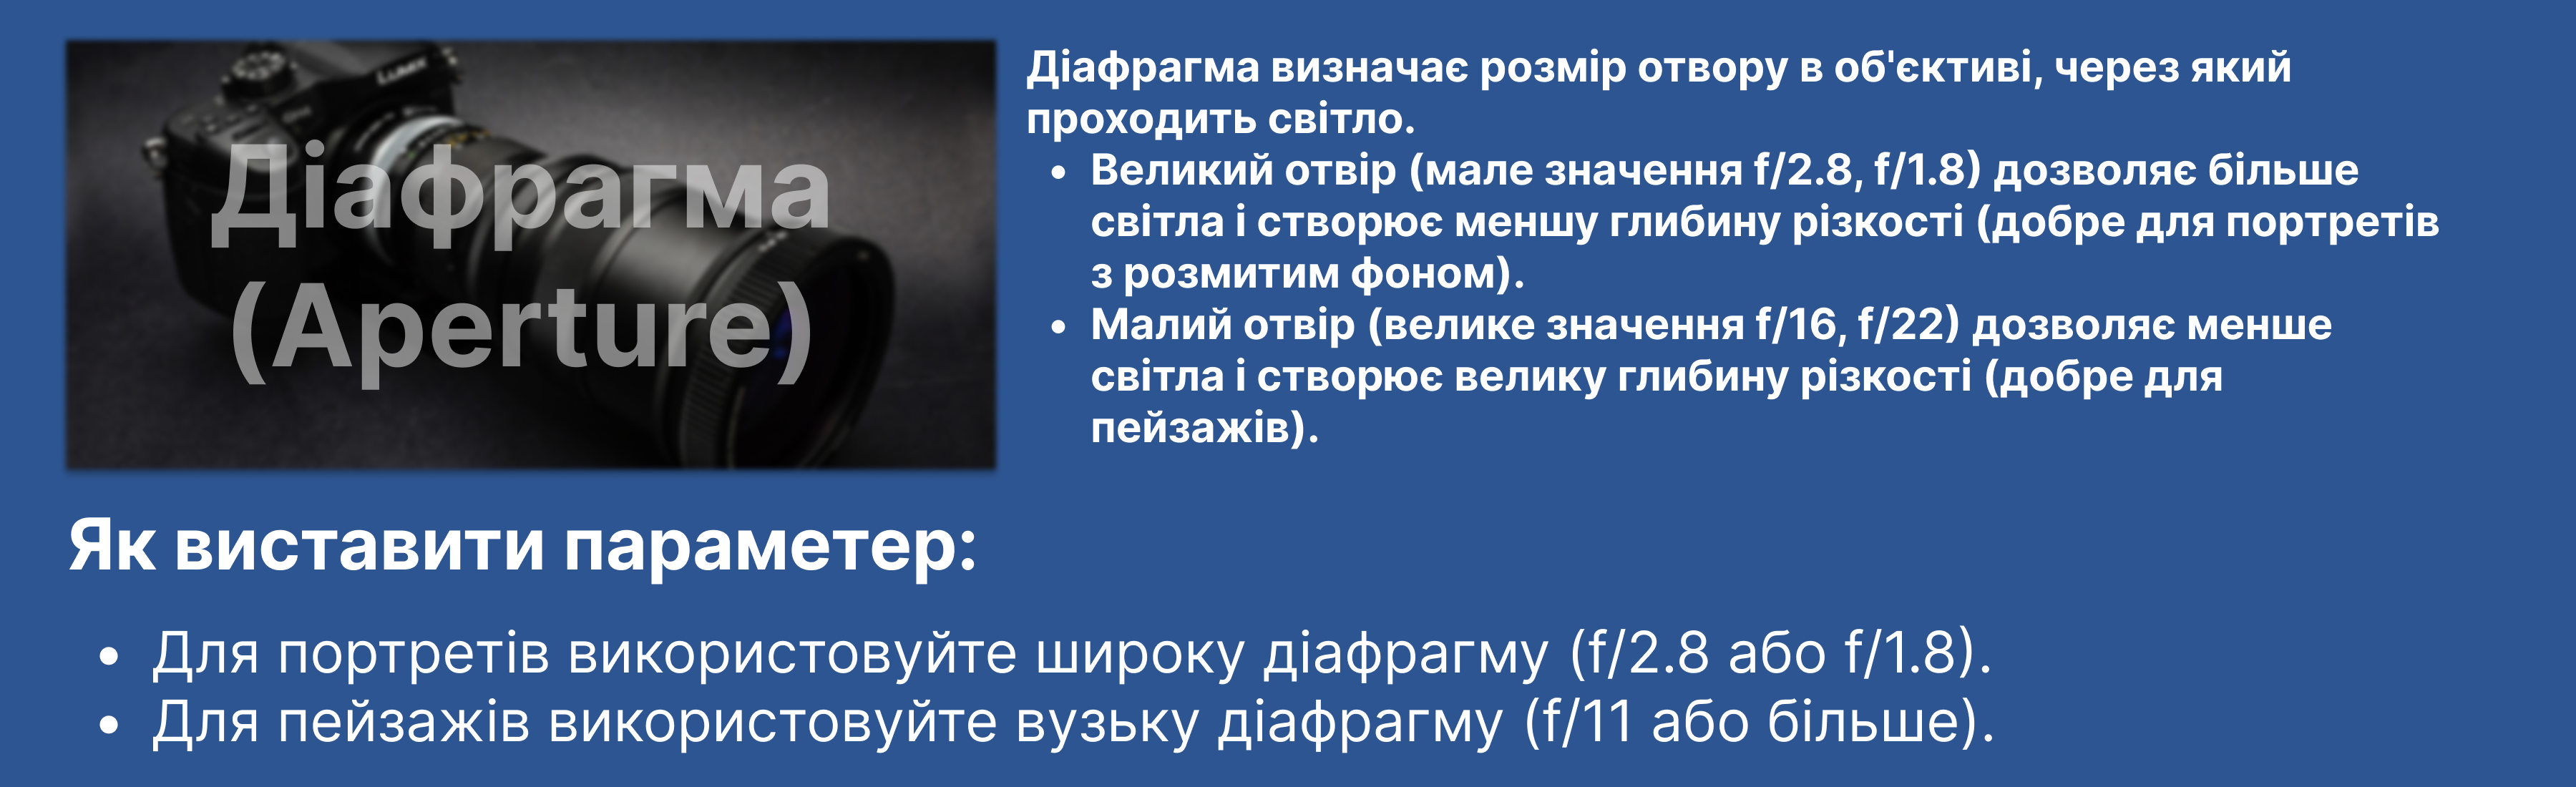 LUMIX
Діафрагма
(Aperture)
Діафрагма визначає розмір отвору в об'єктиві, через який
проходить світло.
• Великий отвір (мале значення f/2.8, f/1.8) дозволяє більше
світла і створює меншу глибину різкості (добре для портретів
з розмитим фоном).
• Малий отвір (велике значення f/16, f/22) дозволяє менше
світла і створює велику глибину різкості (добре для
пейзажів).
Як виставити параметер:
• Для портретів використовуйте широку діафрагму (f/2.8 або f/1.8).
• Для пейзажів використовуйте вузьку діафрагму (f/11 або більше).